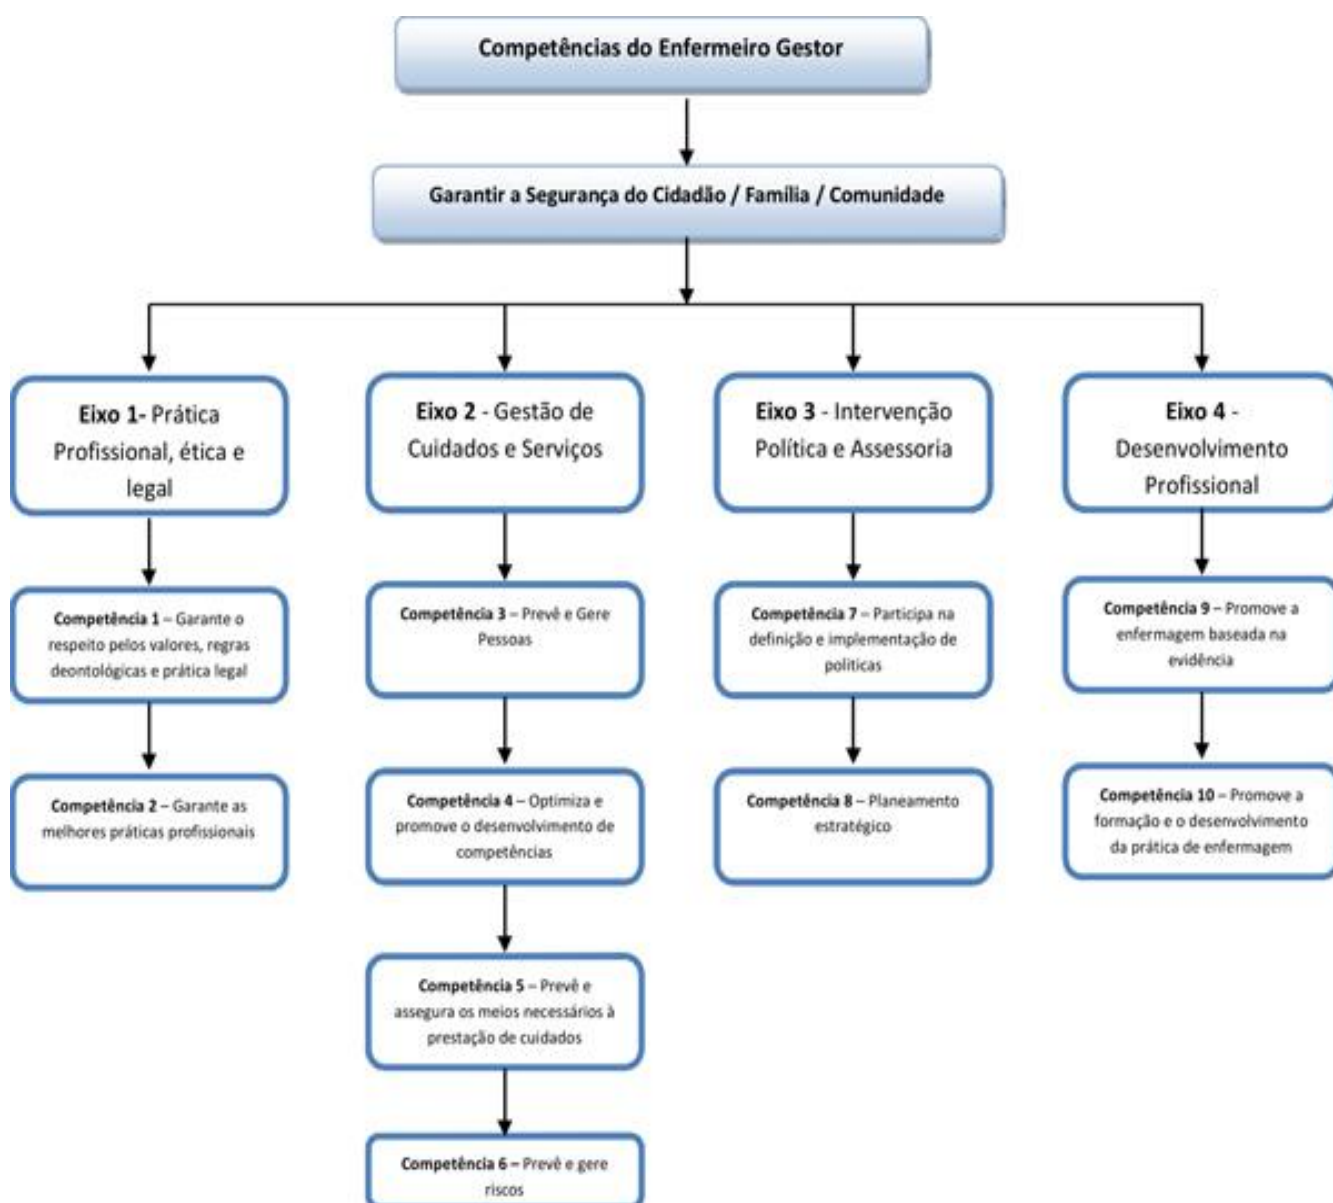 Competências do Enfermeiro Gestor
Garantir a Segurança do Cidadão / Família / Comunidade
Eixo 1- Prática
Profissional, ética e
legal
Competência 1 – Garante o
respeito pelos valores, regras
deontológicas e prática legal
Competência 2 – Garante as
melhores práticas profissionais
Eixo 2 - Gestão de
Cuidados e Serviços
Competência 3 – Prevê e Gere
Pessoas
Competência 4 – Optimiza e
promove o desenvolvimento de
competências
Competência 5 – Prevê e
assegura os meios necessários à
prestação de cuidados
Competência 6 – Prevê e gere
riscos
Eixo 3 - Intervenção
Política e Assessoria
Competência 7 – Participa na
definição e implementação de
politicas
Competência 8 – Planeamento
estratégico
Eixo 4 -
Desenvolvimento
Profissional
Competência 9 – Promove a
enfermagem baseada na
evidência
Competência 10 – Promove a
formação e o desenvolvimento
da prática de enfermagem